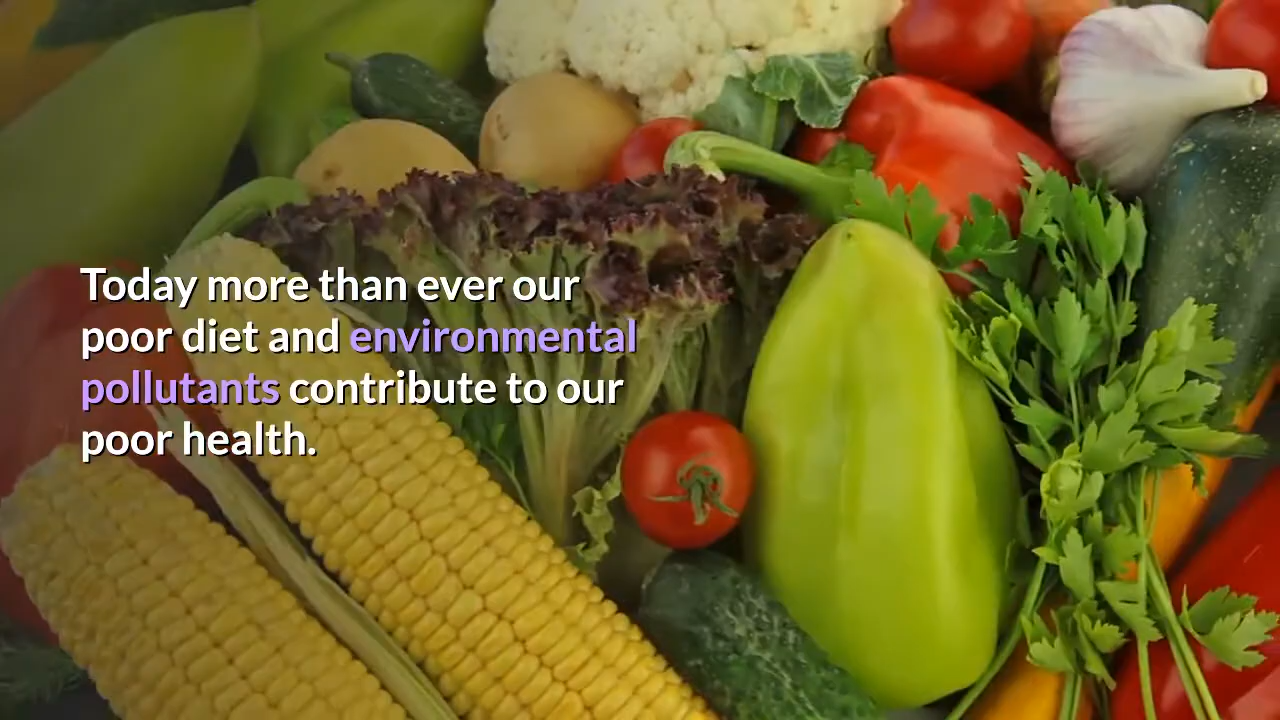 Today more than ever our
poor diet and environmental
pollutants contribute to our
poor health.